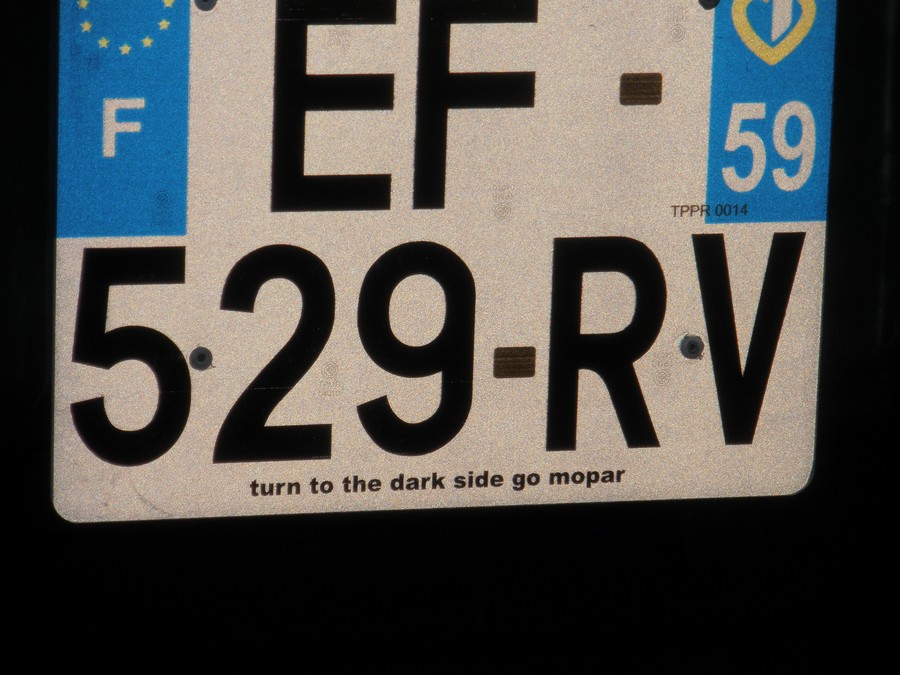 F
EF -
59
TPPR 0014
529-RV
turn to the dark side go mopar